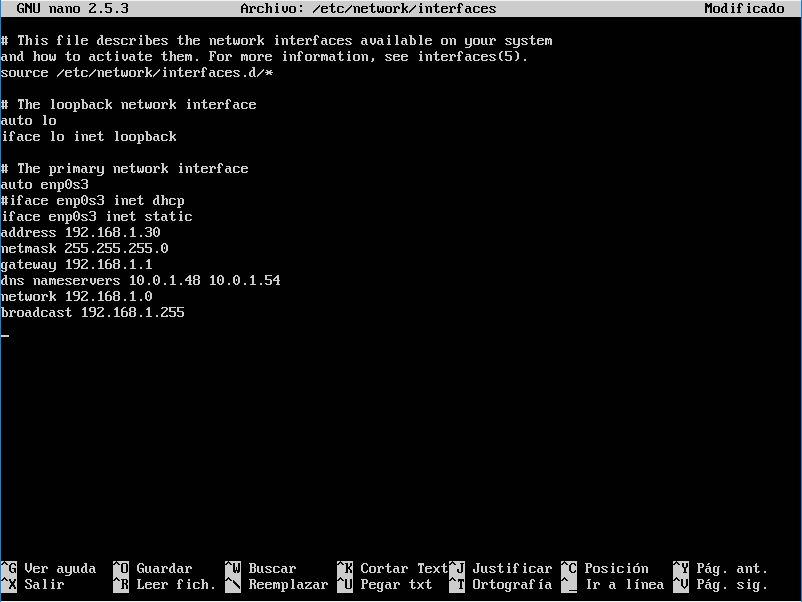 GNU nano 2.5.3 Archivo: /etc/network/interfaces Modificado
# This file describes the network interfaces available on your system
and how to activate them. For more information, see interfaces(5).
source /etc/network/interfaces.d/*
# The loopback network interface
auto lo
iface lo inet loopback
# The primary network interface
auto enp0s3
#iface enp0s3 inet dhcp
iface enp0s3 inet static
address 192.168.1.30
netmask 255.255.255.0
gateway 192.168.1.1
dns nameservers 10.0.1.48 10.0.1.54
network 192.168.1.0
broadcast 192.168.1.255
^G Ver ayuda ^O Guardar ^W Buscar ^K Cortar Text ^J Justificar ^C Posición ^Y Pág. ant.
^X Salir ^R Leer fich. ^\ Reemplazar ^U Pegar txt ^T Ortografía ^_ Ir a línea ^V Pág. sig.